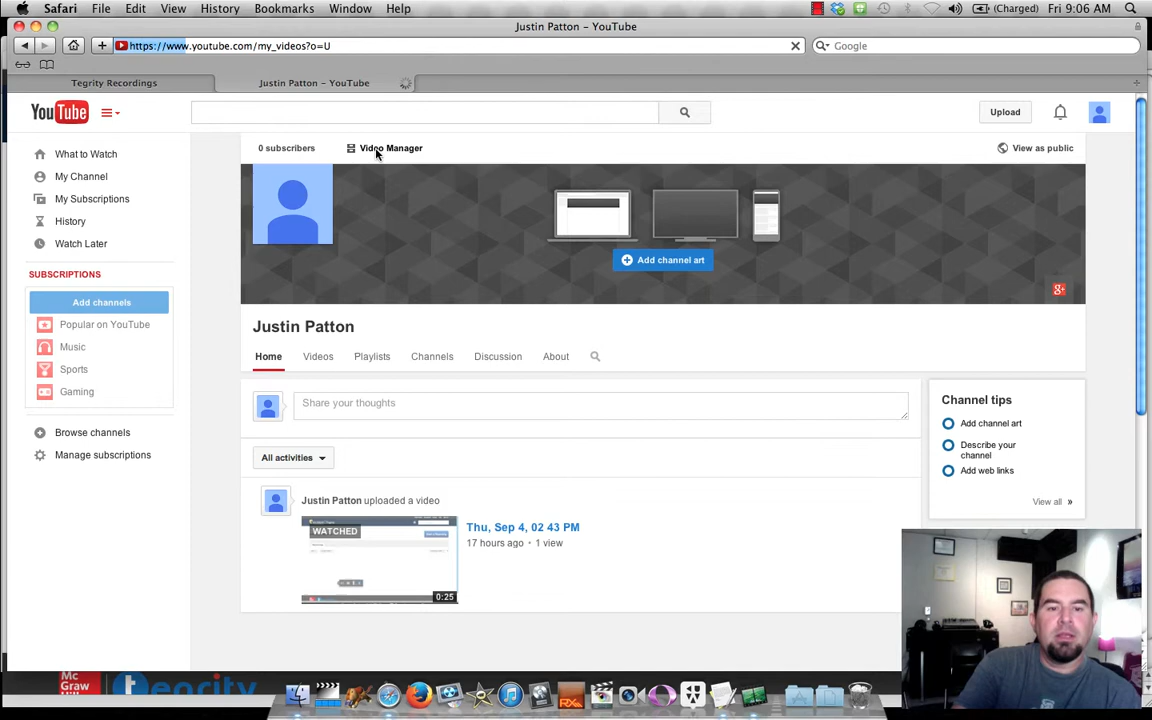 Safari File Edit View History Bookmarks Window Help (Charged) Fri 9:06 AM
Justin Patton – YouTube
https://www.youtube.com/my_videos?o=U Google
Tegrity Recordings Justin Patton – YouTube
YouTube Upload
0 subscribers Video Manager View as public
What to Watch
My Channel
My Subscriptions
History
Watch Later
SUBSCRIPTIONS
Add channels
Popular on YouTube
Music
Sports
Gaming
Browse channels
Manage subscriptions
Add channel art
g+
Justin Patton
Home Videos Playlists Channels Discussion About
Share your thoughts
All activities
Justin Patton uploaded a video
WATCHED
0:25
Thu, Sep 4, 02 43 PM
17 hours ago • 1 view
Channel tips
Add channel art
Describe your
channel
Add web links
View all »
Mc
Graw
Hill